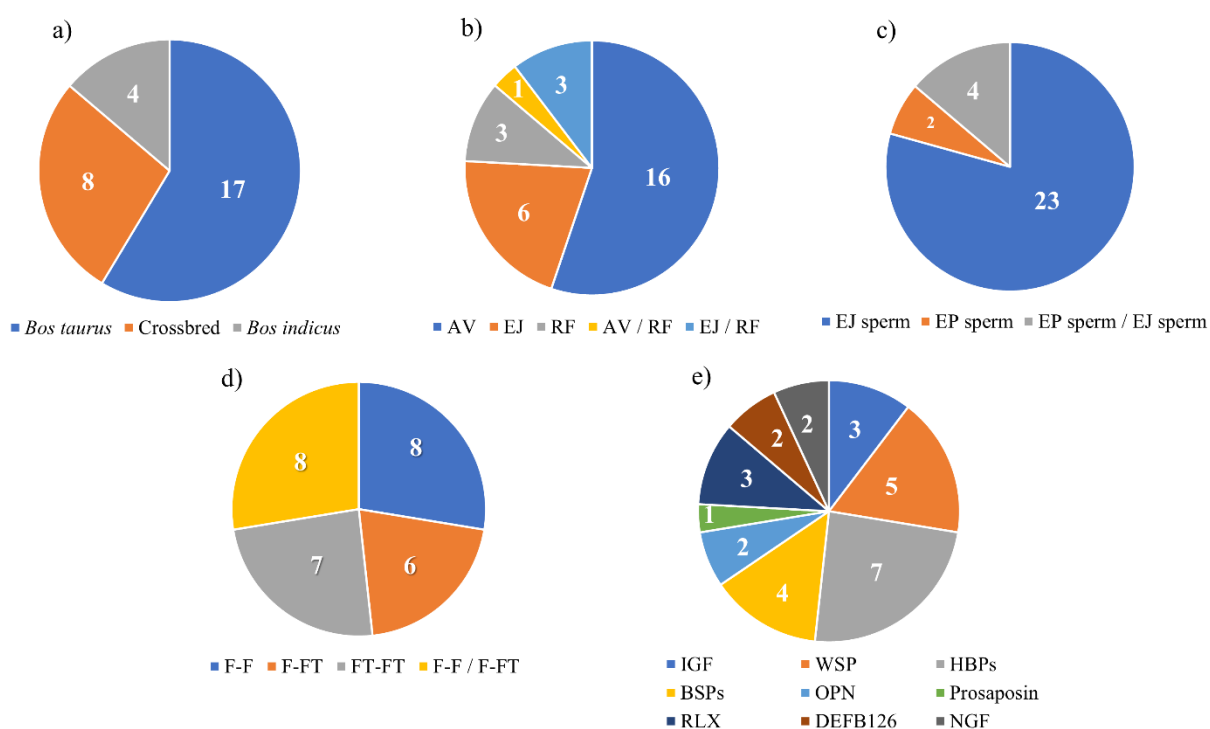 a)
4
8
17
Bos taurus Crossbred Bos indicus
b)
1
3
3
16
6
AV EJ RF AV / RF EJ / RF
c)
4
2
23
EJ sperm EP sperm EP sperm / EJ sperm
d)
8
8
7
6
F-F F-FT FT-FT F-F / F-FT
e)
2
2
3
3
5
1
2
7
4
IGF WSP HBPs
BSPs OPN Prosaposin
RLX DEFB126 NGF